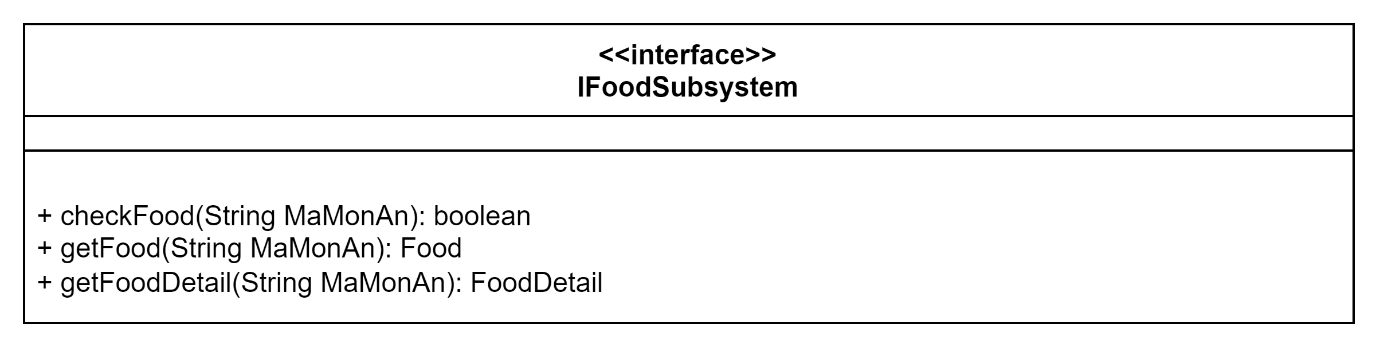 <<interface>>
IFoodSubsystem
+ checkFood(String MaMonAn): boolean
+ getFood(String MaMonAn): Food
+ getFoodDetail(String MaMonAn): FoodDetail